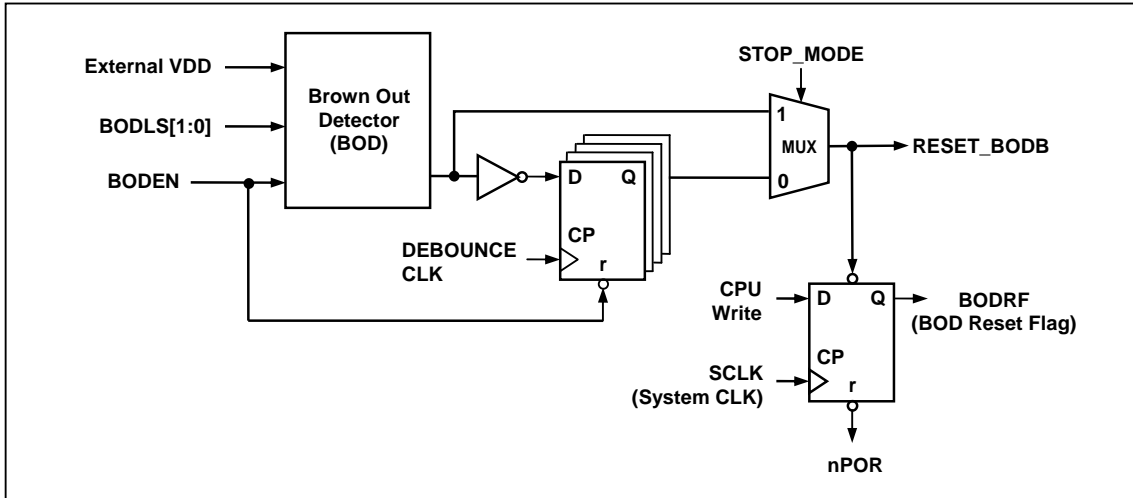 STOP_MODE
External VDD
Brown Out
Detector
(BOD)
BODLS[1:0]
1
MUX
0
RESET_BODB
BODEN
D Q
CP
r
DEBOUNCE
CLK
CPU
Write
D Q
CP
r
BODRF
(BOD Reset Flag)
SCLK
(System CLK)
nPOR